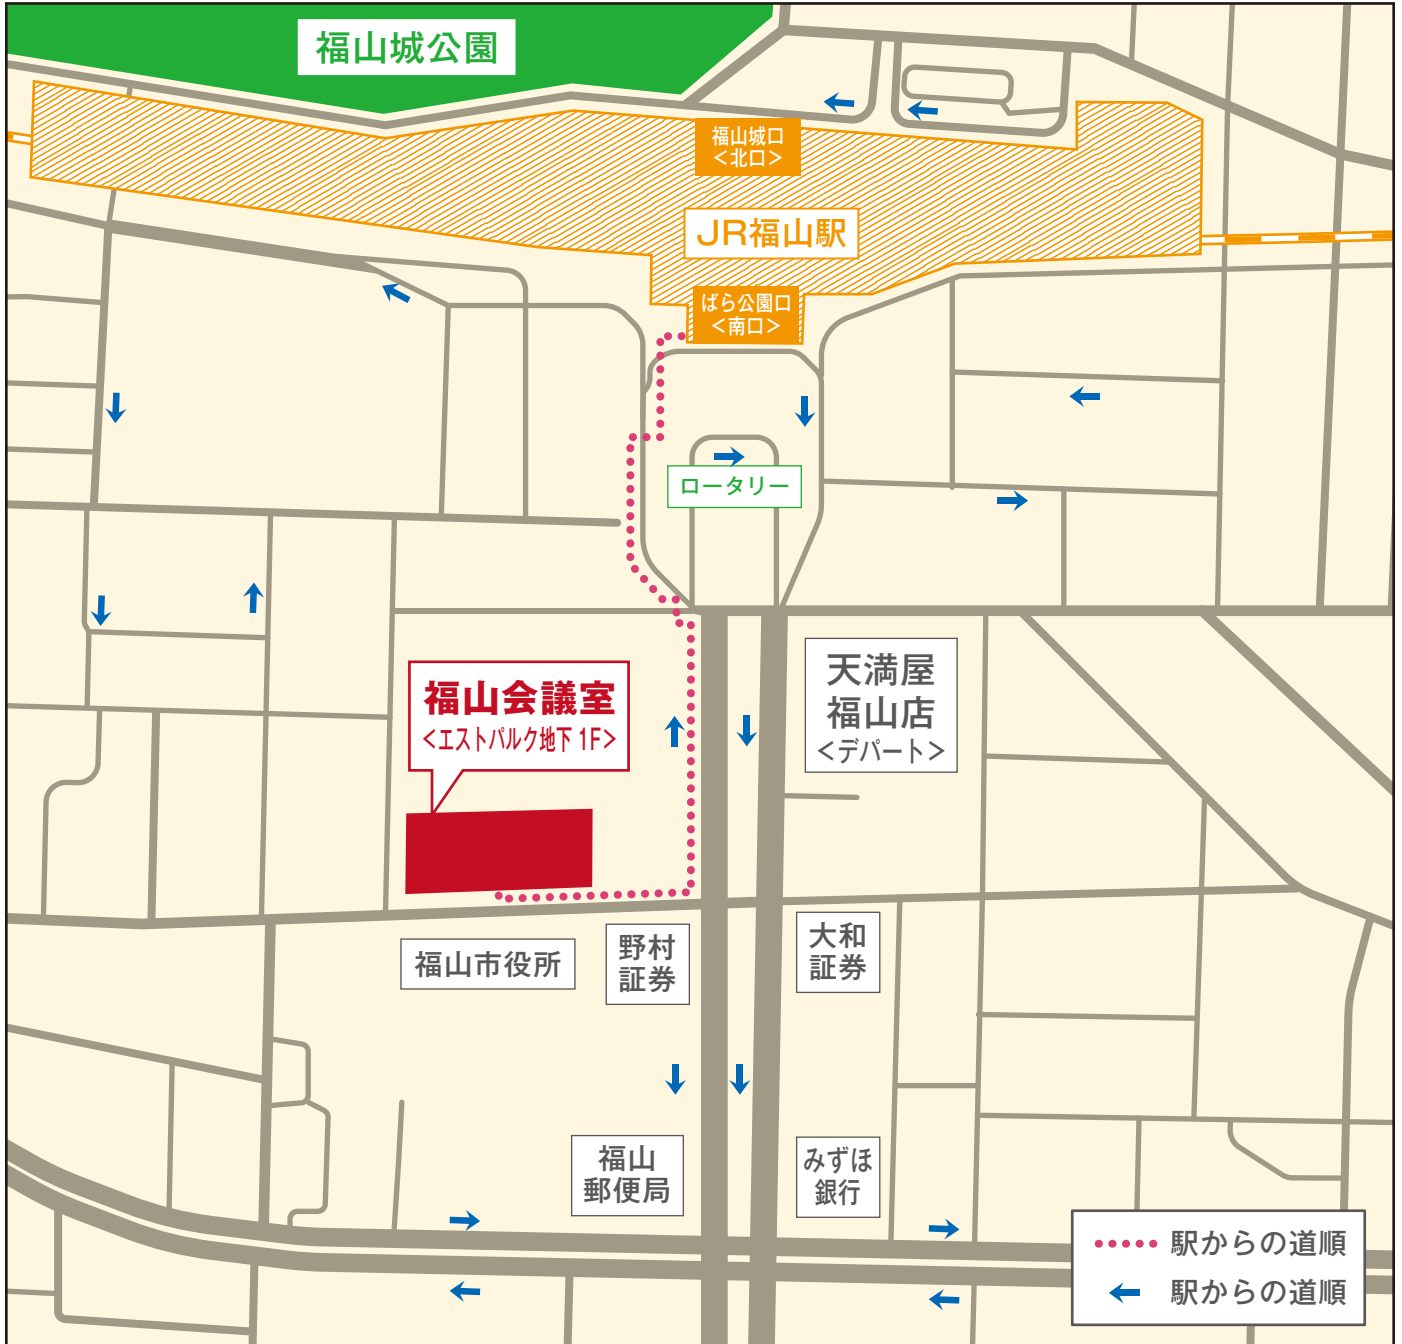 福山城公園
福山城口
<北口>
JR福山駅
ばら公園口
<南口>
ロータリー
福山会議室
<エストパルク地下1F>
天満屋
福山店
<デパート>
福山市役所
野村
証券
大和
証券
福山
郵便局
みずほ
銀行
駅からの道順
駅からの道順